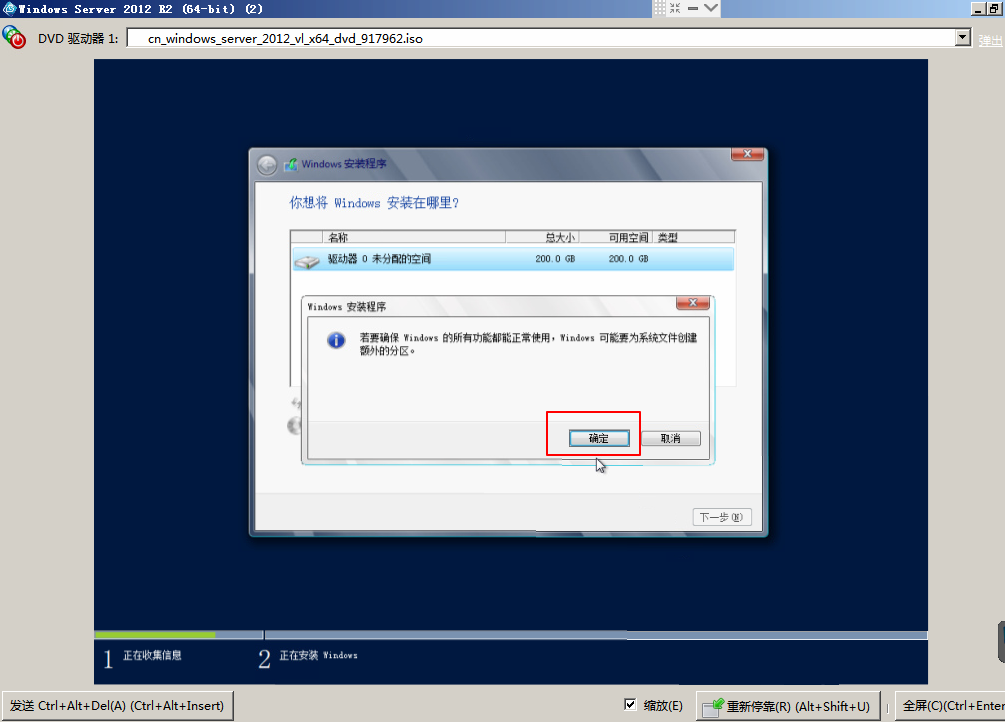 Windows Server 2012 R2 (64-bit) (2)
DVD 驱动器 1: cn_windows_server_2012_vl_x64_dvd_917962.iso 弹出
Windows 安装程序
你想将 Windows 安装在哪里?
名称 总大小 可用空间 类型
驱动器 0 未分配的空间 200.0 GB 200.0 GB
Windows 安装程序
若要确保 Windows 的所有功能都能正常使用，Windows 可能要为系统文件创建
额外的分区。
确定 取消
下一步(N)
1 正在收集信息 2 正在安装 Windows
发送 Ctrl+Alt+Del(A) (Ctrl+Alt+Insert) 缩放(E) 重新停靠(R) (Alt+Shift+U) 全屏(C)(Ctrl+Enter